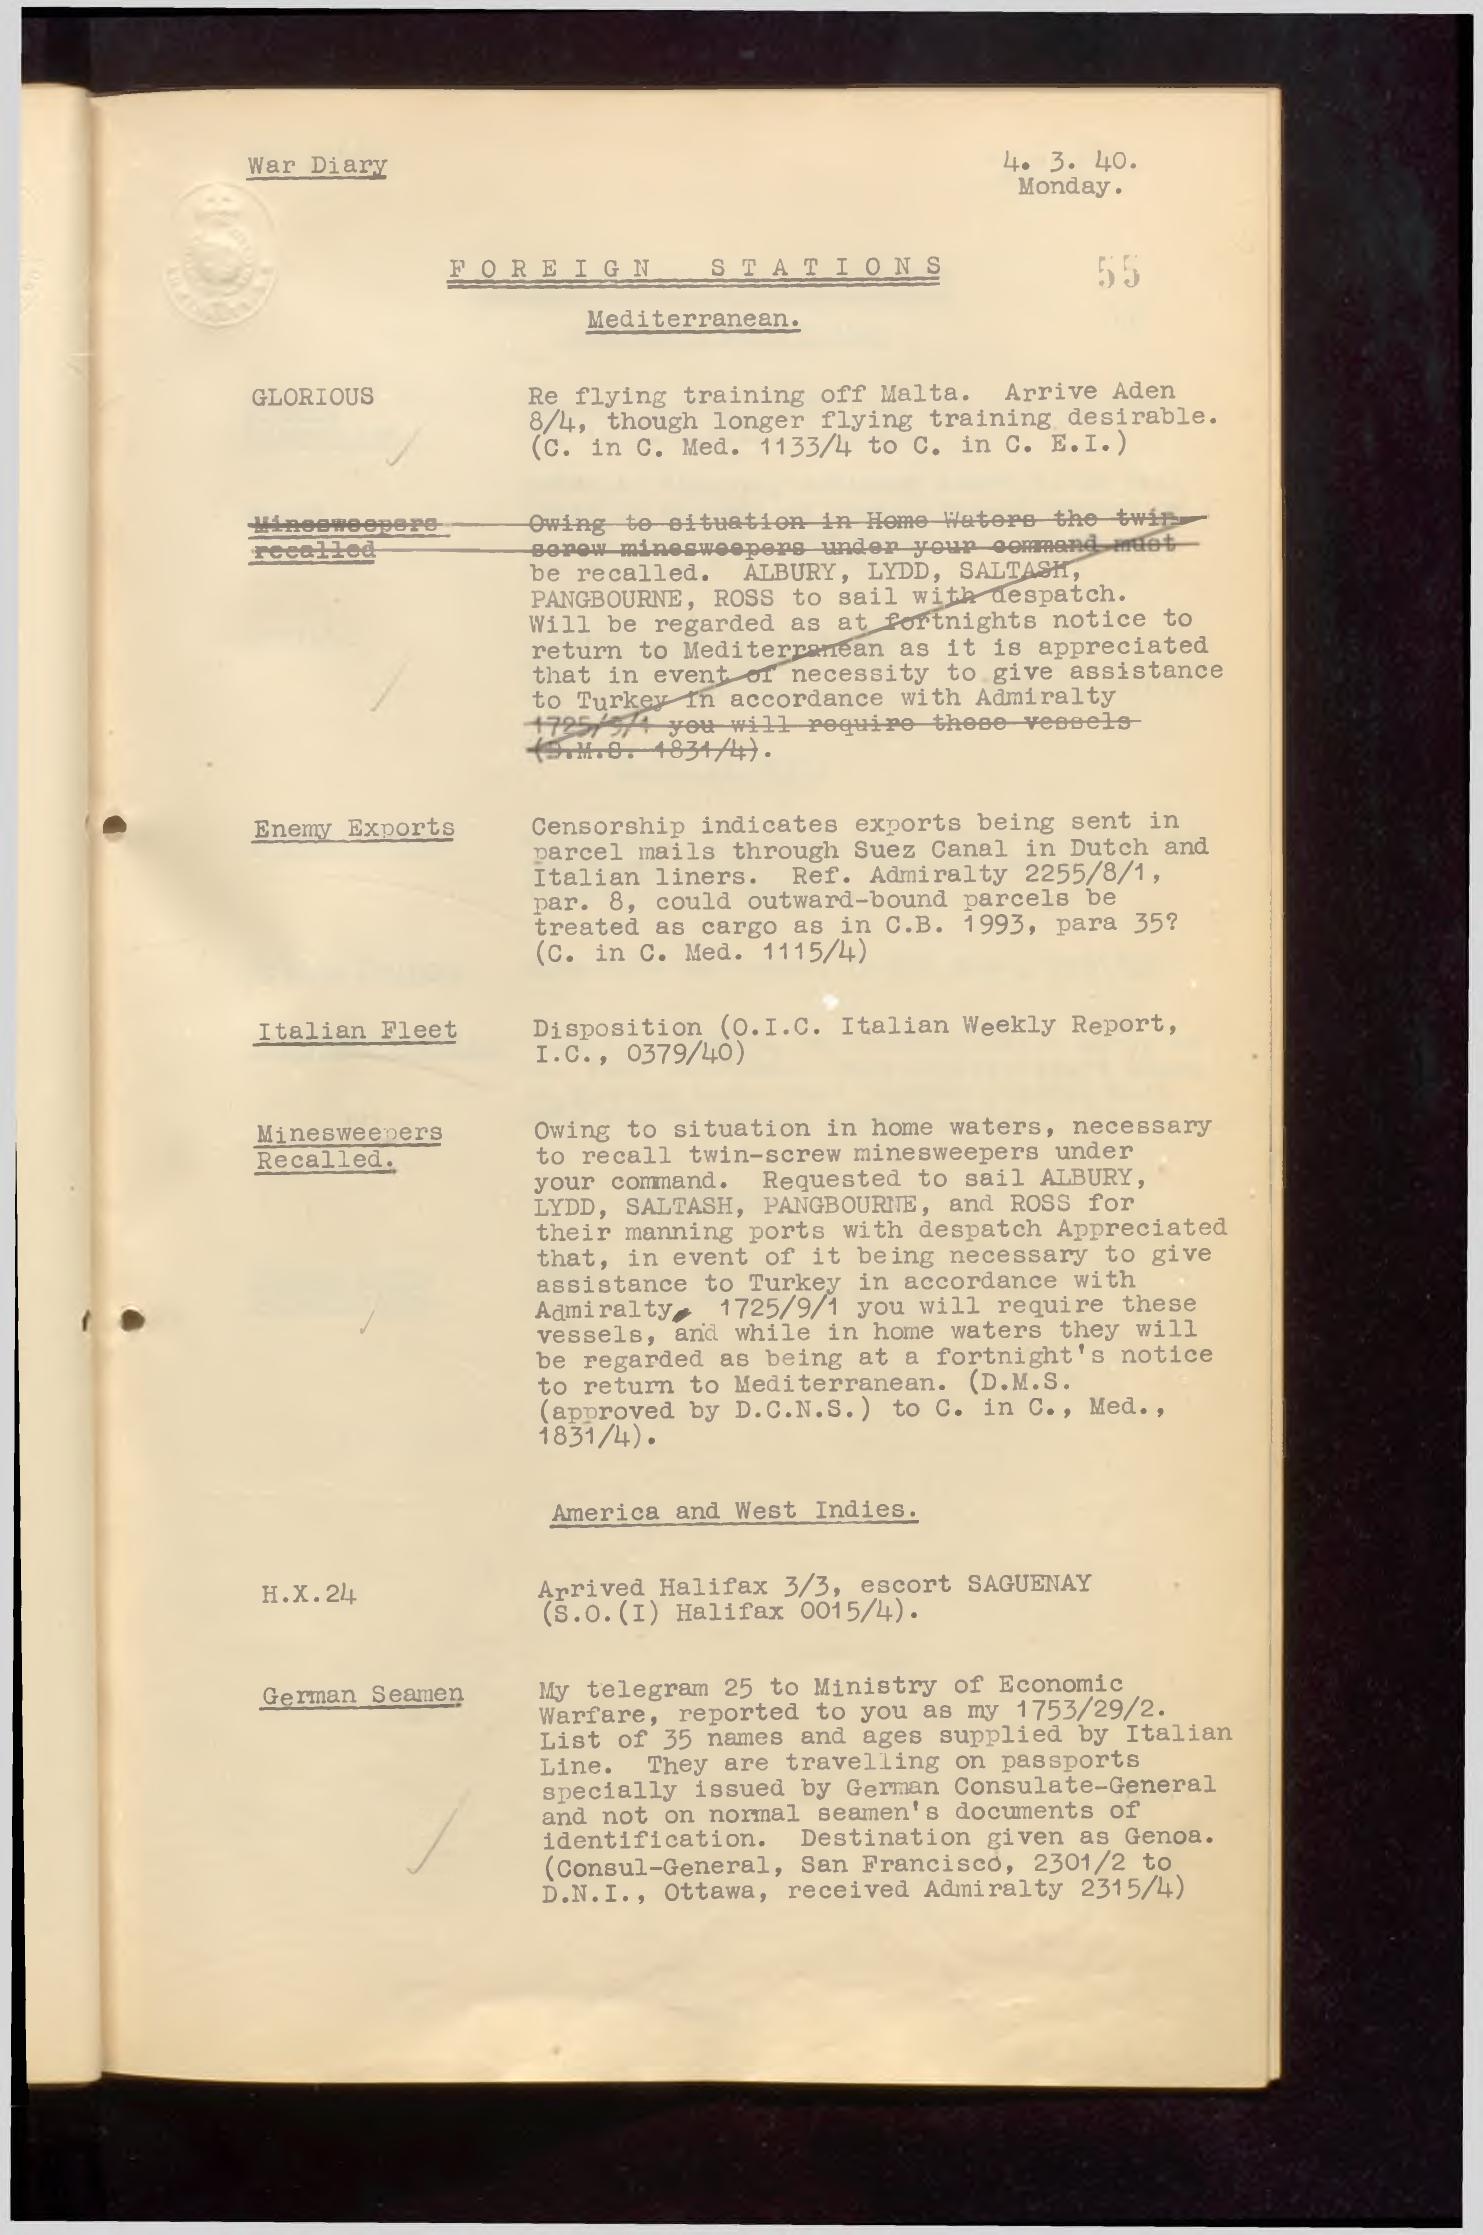 War Diary
4. 3. 40.
Monday.
FOREIGN STATIONS
55
Mediterranean.
GLORIOUS
Re flying training off Malta. Arrive Aden
8/4, though longer flying training desirable.
(C. in C. Med. 1133/4 to C. in C. E.I.)
Minesweepers
recalled
Owing to situation in Home Waters the twin
screw minesweepers under your command must
be recalled. ALBURY, LYDD, SALTASH,
PANGBOURNE, ROSS to sail with despatch.
Will be regarded as at fortnights notice to
return to Mediterranean as it is appreciated
that in event of necessity to give assistance
to Turkey in accordance with Admiralty
1725/9/1 you will require these vessels
(D.M.S. 1831/4).
Enemy Exports
Censorship indicates exports being sent in
parcel mails through Suez Canal in Dutch and
Italian liners. Ref. Admiralty 2255/8/1,
par. 8, could outward-bound parcels be
treated as cargo as in C.B. 1993, para 35?
(C. in C. Med. 1115/4)
Italian Fleet
Disposition (O.I.C. Italian Weekly Report,
I.C., 0379/40)
Minesweepers
Recalled.
Owing to situation in home waters, necessary
to recall twin-screw minesweepers under
your command. Requested to sail ALBURY,
LYDD, SALTASH, PANGBOURNE, and ROSS for
their manning ports with despatch Appreciated
that, in event of it being necessary to give
assistance to Turkey in accordance with
Admiralty 1725/9/1 you will require these
vessels, and while in home waters they will
be regarded as being at a fortnight's notice
to return to Mediterranean. (D.M.S.
(approved by D.C.N.S.) to C. in C., Med.,
1831/4).
America and West Indies.
H.X.24
Arrived Halifax 3/3, escort SAGUENAY
(S.O.(I) Halifax 0015/4).
German Seamen
My telegram 25 to Ministry of Economic
Warfare, reported to you as my 1753/29/2.
List of 35 names and ages supplied by Italian
Line. They are travelling on passports
specially issued by German Consulate-General
and not on normal seamen's documents of
identification. Destination given as Genoa.
(Consul-General, San Francisco, 2301/2 to
D.N.I., Ottawa, received Admiralty 2315/4)